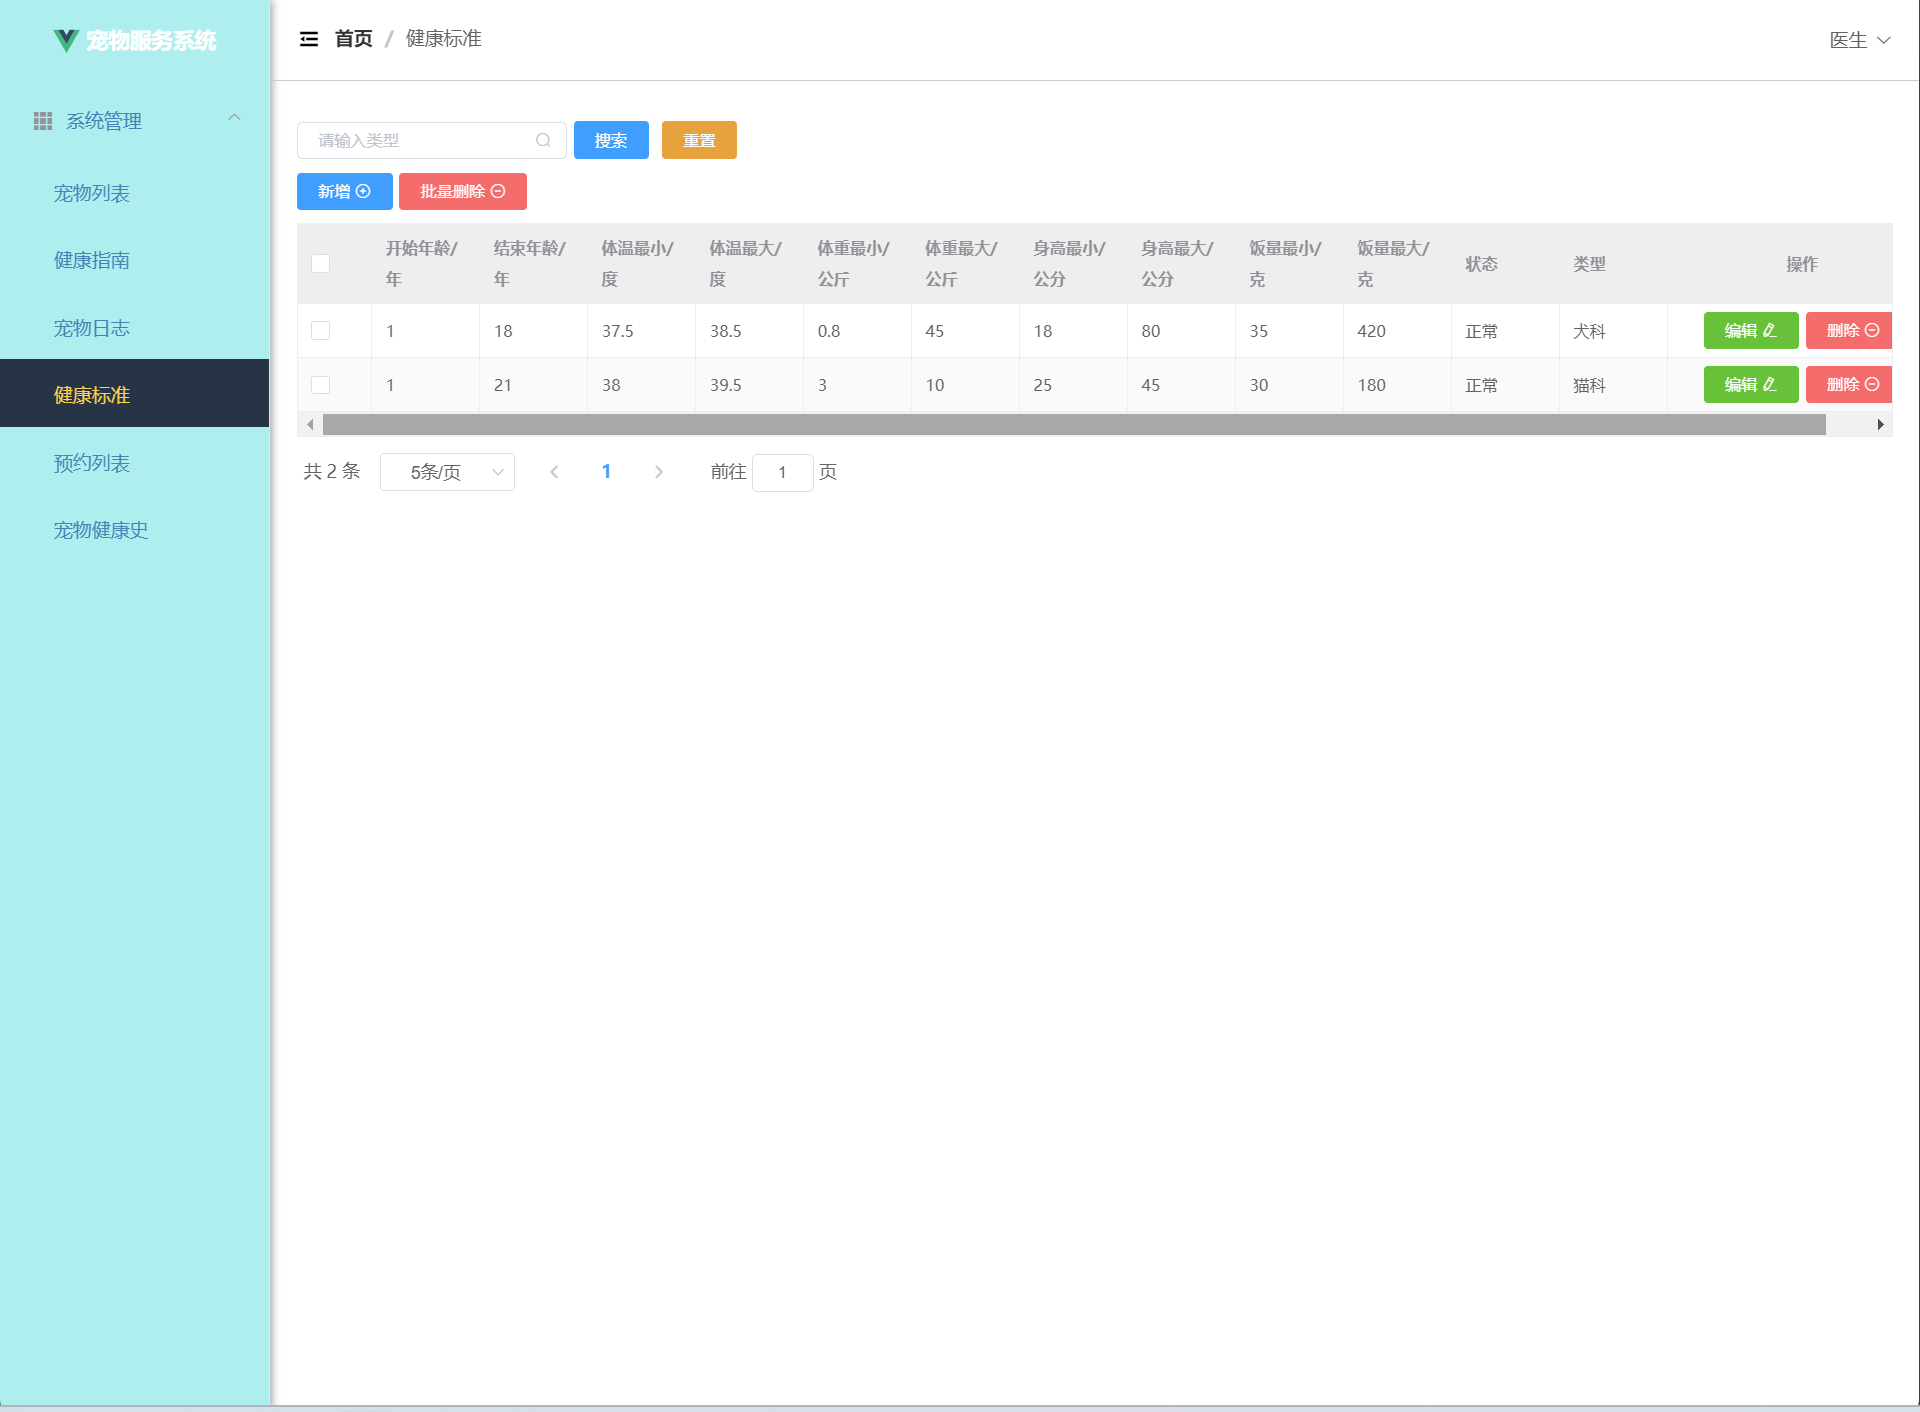 宠物服务系统
首页 / 健康标准
医生
系统管理
宠物列表
健康指南
宠物日志
健康标准
预约列表
宠物健康史
请输入类型
搜索
重置
新增
批量删除
开始年龄/年 结束年龄/年 体温最小/度 体温最大/度 体重最小/公斤 体重最大/公斤 身高最小/公分 身高最大/公分 饭量最小/克 饭量最大/克 状态 类型 操作
1 18 37.5 38.5 0.8 45 18 80 35 420 正常 犬科 编辑 删除
1 21 38 39.5 3 10 25 45 30 180 正常 猫科 编辑 删除
共 2 条 5条/页 1 前往 1 页